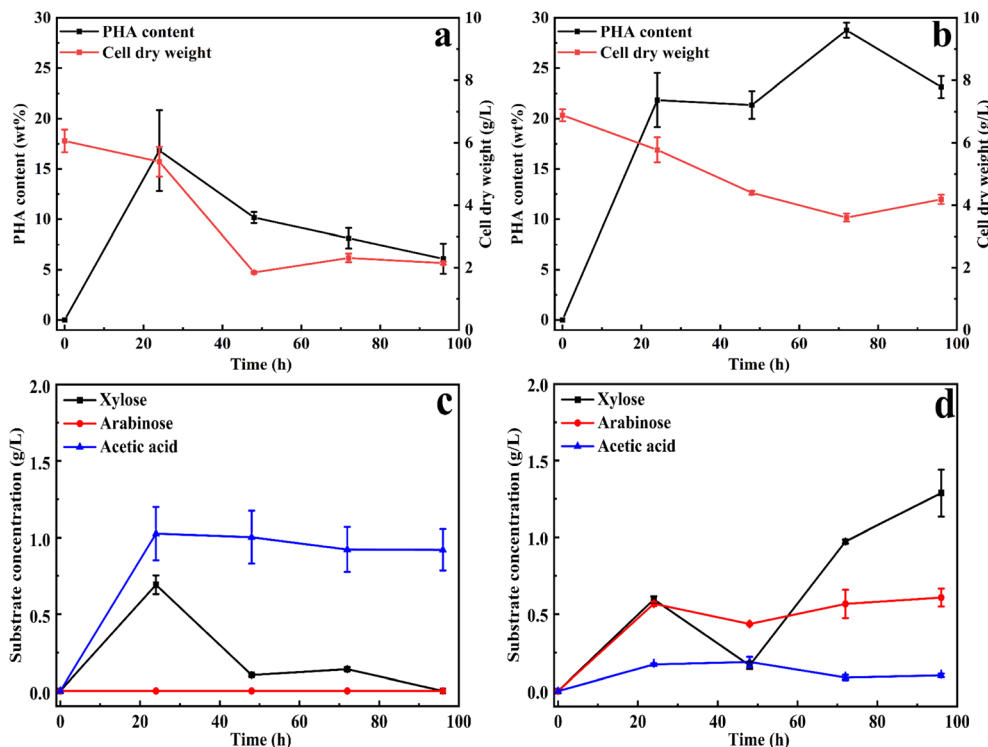 a
PHA content
Cell dry weight
30
25
20
15
10
5
0
PHA content (wt%)
10
8
6
4
2
0
Cell dry weight (g/L)
0 20 40 60 80 100
Time (h)
b
PHA content
Cell dry weight
30
25
20
15
10
5
0
PHA content (wt%)
10
8
6
4
2
0
Cell dry weight (g/L)
0 20 40 60 80 100
Time (h)
c
Xylose
Arabinose
Acetic acid
2.0
1.5
1.0
0.5
0.0
Substrate concentration (g/L)
0 20 40 60 80 100
Time (h)
d
Xylose
Arabinose
Acetic acid
2.0
1.5
1.0
0.5
0.0
Substrate concentration (g/L)
0 20 40 60 80 100
Time (h)